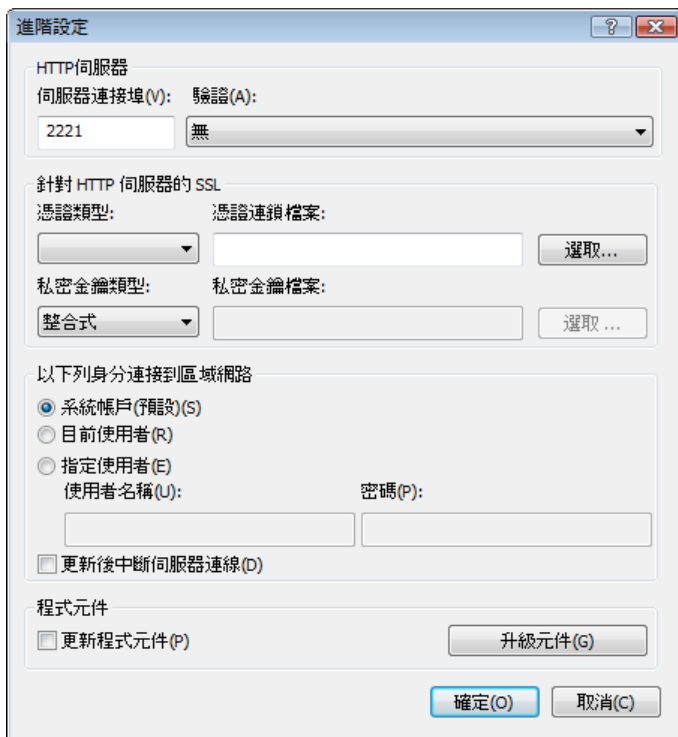 進階設定
HTTP伺服器
伺服器連接埠(V): 驗證(A):
2221 無
針對 HTTP 伺服器的 SSL
憑證類型: 憑證連鎖檔案:
選取...
私密金鑰類型: 私密金鑰檔案:
整合式 選取 ...
以下列身分連接到區域網路
系統帳戶(預設)(S)
目前使用者(R)
指定使用者(E)
使用者名稱(U): 密碼(P):
更新後中斷伺服器連線(D)
程式元件
更新程式元件(P) 升級元件(G)
確定(O) 取消(C)